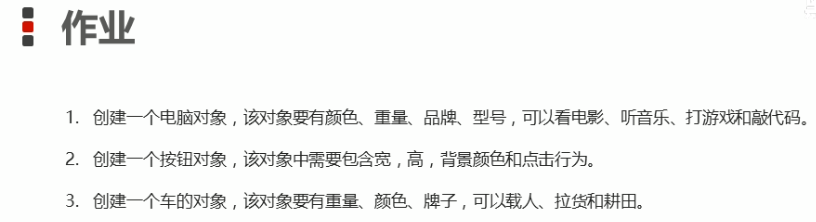 作业
1. 创建一个电脑对象，该对象要有颜色、重量、品牌、型号，可以看电影、听音乐、打游戏和敲代码。
2. 创建一个按钮对象，该对象中需要包含宽，高，背景颜色和点击行为。
3. 创建一个车的对象，该对象要有重量、颜色、牌子，可以载人、拉货和耕田。